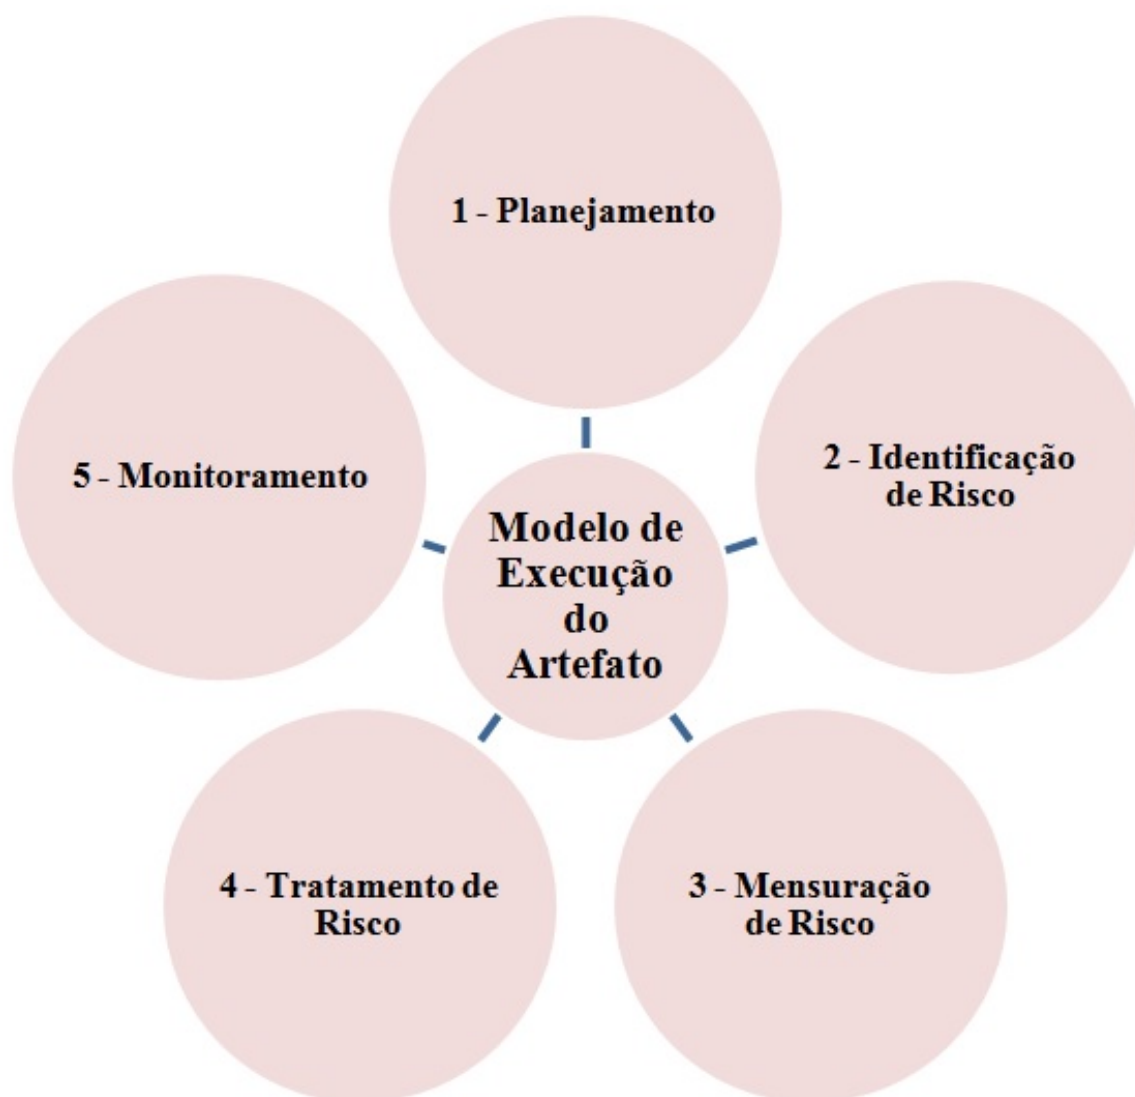 1 - Planejamento
2 - Identificação
de Risco
3 - Mensuração
de Risco
4 - Tratamento de
Risco
5 - Monitoramento
Modelo de
Execução
do
Artefato